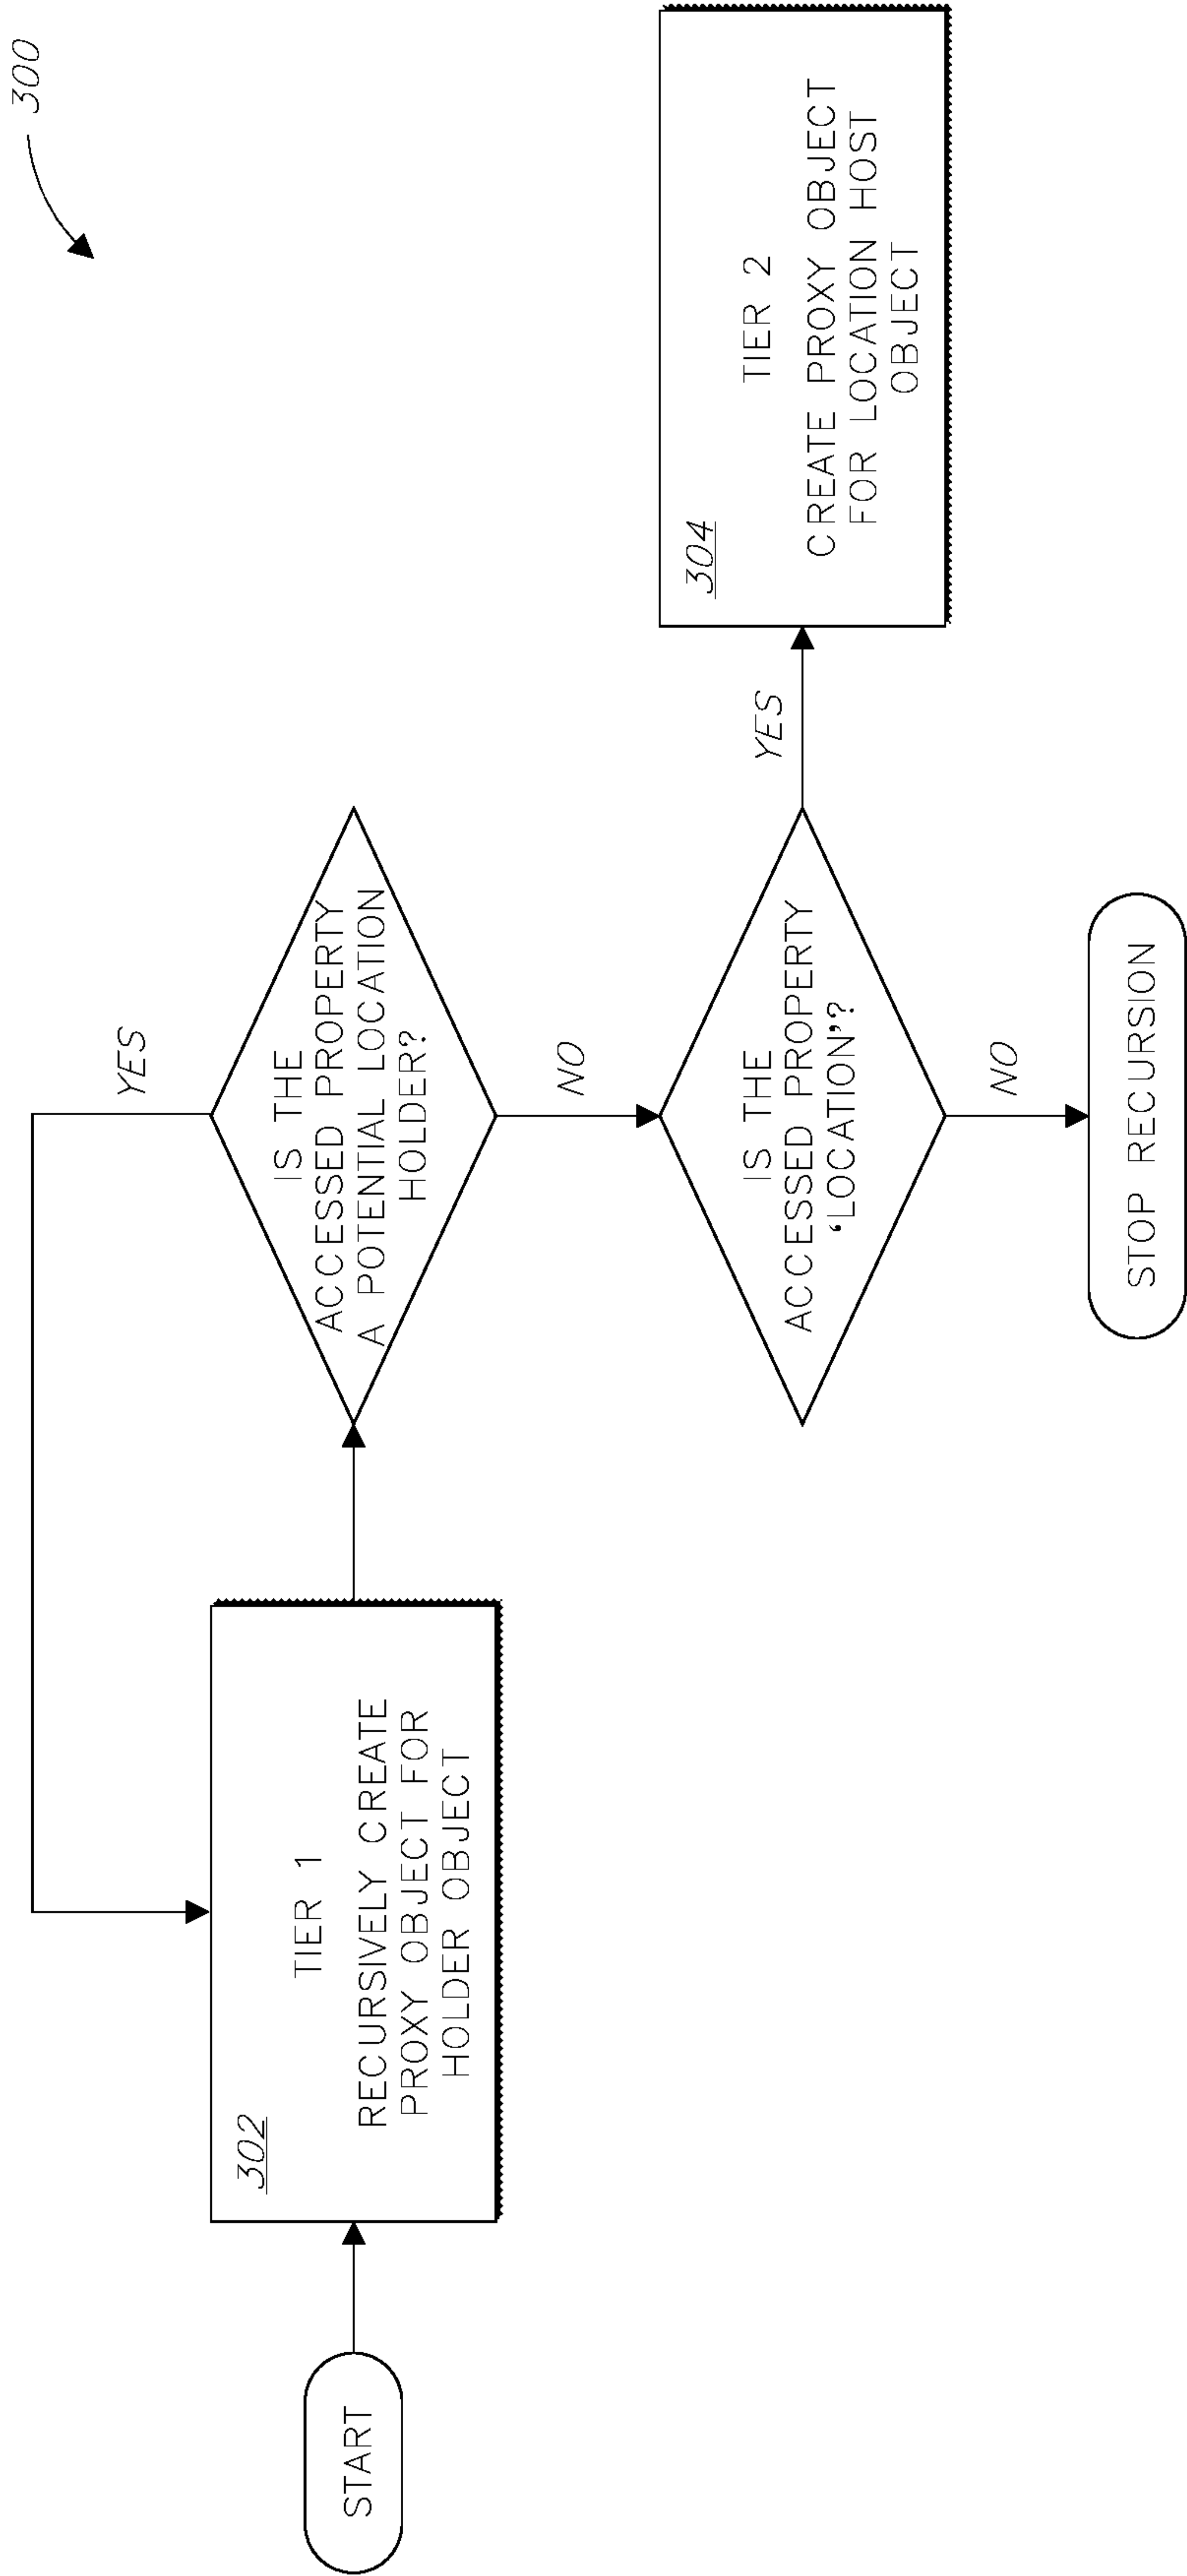 300
START
302
TIER 1
RECURSIVELY CREATE
PROXY OBJECT FOR
HOLDER OBJECT
YES
IS THE
ACCESSED PROPERTY
A POTENTIAL LOCATION
HOLDER?
NO
IS THE
ACCESSED PROPERTY
‘LOCATION’?
YES
304
TIER 2
CREATE PROXY OBJECT
FOR LOCATION HOST
OBJECT
NO
STOP RECURSION